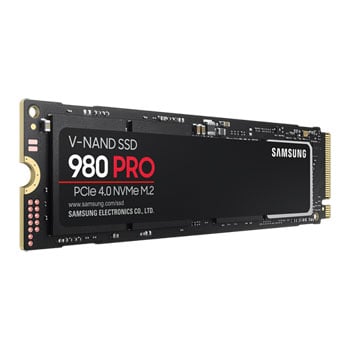 V-NAND SSD
980 PRO
PCIe 4.0 NVMe M.2
SAMSUNG ELECTRONICS CO., LTD.
www.samsung.com/ssd
SAMSUNG